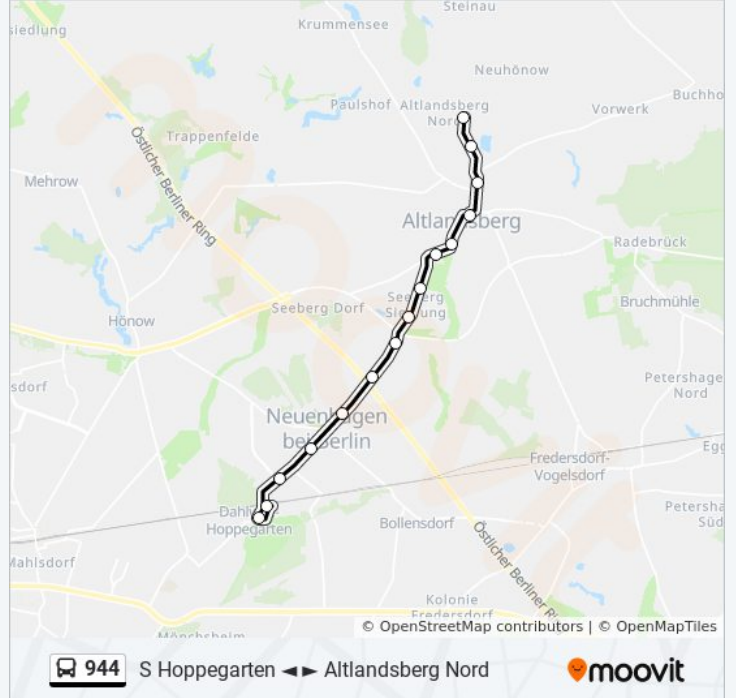 Steinau
siedlung
Krummensee
Neuhönow
Buchho
Paulshof
Altlandsberg
Nord
Vorwerk
Trappenfelde
Östlicher Berliner Ring
Mehrow
Altlandsberg
Radebrück
Seeberg Dorf
Seeberg
Siedlung
Bruchmühle
Hönow
sdorf
Petershage
Nord
Neuenhagen
bei Berlin
Egg
Fredersdorf-
Vogelsdorf
Dahlwitz-
Hoppegarten
Bollensdorf
Petersha
Süd
Mahlsdorf
Östlicher Berliner Ring
Kolonie
Fredersdorf
Mönchsheim
© OpenStreetMap contributors | © OpenMapTiles
944 S Hoppegarten ◄► Altlandsberg Nord
moovit